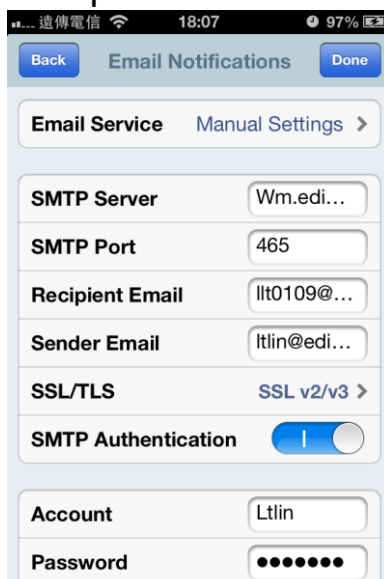 遠傳電信 18:07 97%
Back Email Notifications Done
Email Service Manual Settings
SMTP Server Wm.edi...
SMTP Port 465
Recipient Email llt0109@...
Sender Email ltlin@edi...
SSL/TLS SSL v2/v3
SMTP Authentication
Account Ltlin
Password •••••••